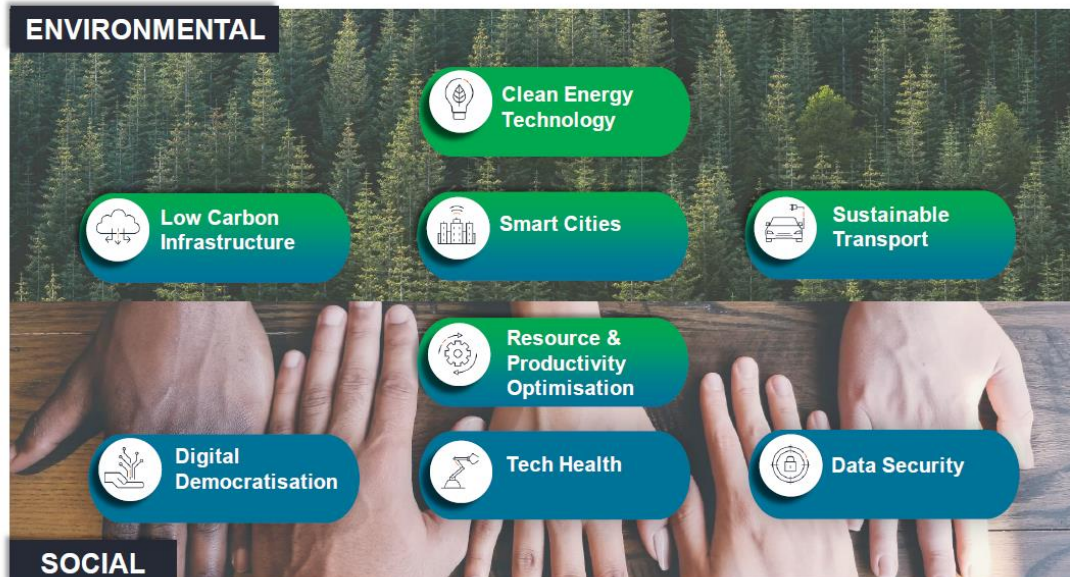 ENVIRONMENTAL
Clean Energy
Technology
Low Carbon
Infrastructure
Smart Cities
Sustainable
Transport
Resource &
Productivity
Optimisation
Digital
Democratisation
Tech Health
Data Security
SOCIAL